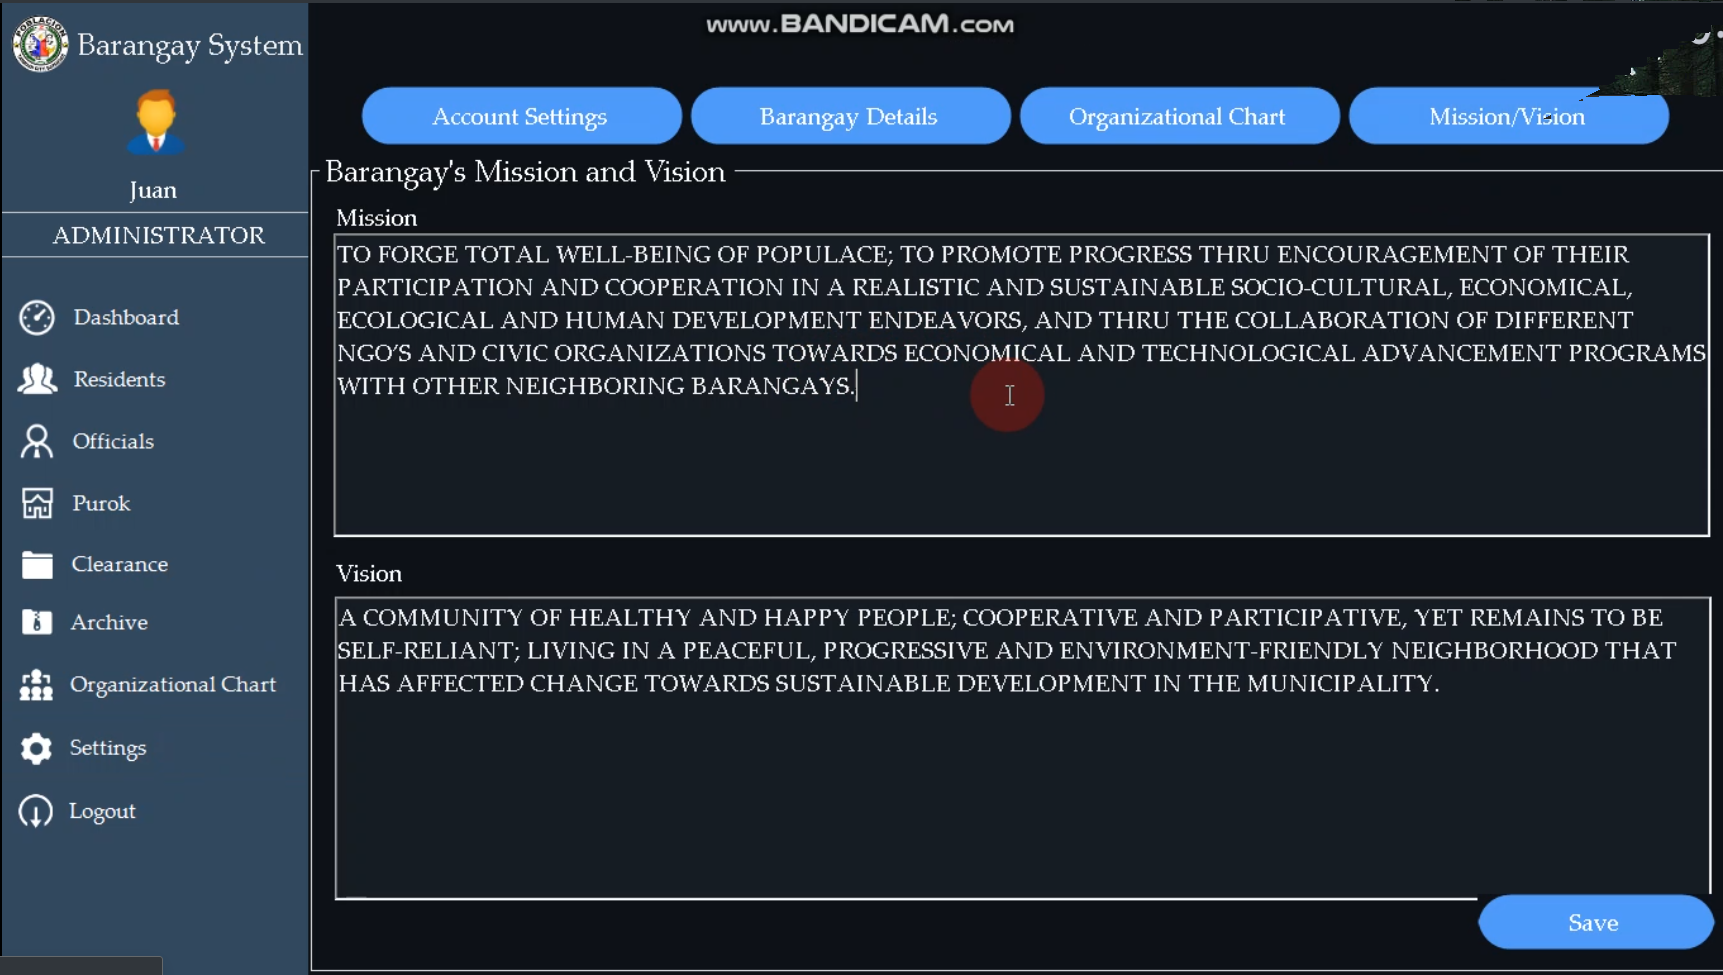 www.BANDICAM.com
Barangay System
Juan
ADMINISTRATOR
Dashboard
Residents
Officials
Purok
Clearance
Archive
Organizational Chart
Settings
Logout
Account Settings
Barangay Details
Organizational Chart
Mission/Vision
Barangay's Mission and Vision
Mission
TO FORGE TOTAL WELL-BEING OF POPULACE; TO PROMOTE PROGRESS THRU ENCOURAGEMENT OF THEIR
PARTICIPATION AND COOPERATION IN A REALISTIC AND SUSTAINABLE SOCIO-CULTURAL, ECONOMICAL,
ECOLOGICAL AND HUMAN DEVELOPMENT ENDEAVORS, AND THRU THE COLLABORATION OF DIFFERENT
NGO'S AND CIVIC ORGANIZATIONS TOWARDS ECONOMICAL AND TECHNOLOGICAL ADVANCEMENT PROGRAMS
WITH OTHER NEIGHBORING BARANGAYS.
Vision
A COMMUNITY OF HEALTHY AND HAPPY PEOPLE; COOPERATIVE AND PARTICIPATIVE, YET REMAINS TO BE
SELF-RELIANT; LIVING IN A PEACEFUL, PROGRESSIVE AND ENVIRONMENT-FRIENDLY NEIGHBORHOOD THAT
HAS AFFECTED CHANGE TOWARDS SUSTAINABLE DEVELOPMENT IN THE MUNICIPALITY.
Save